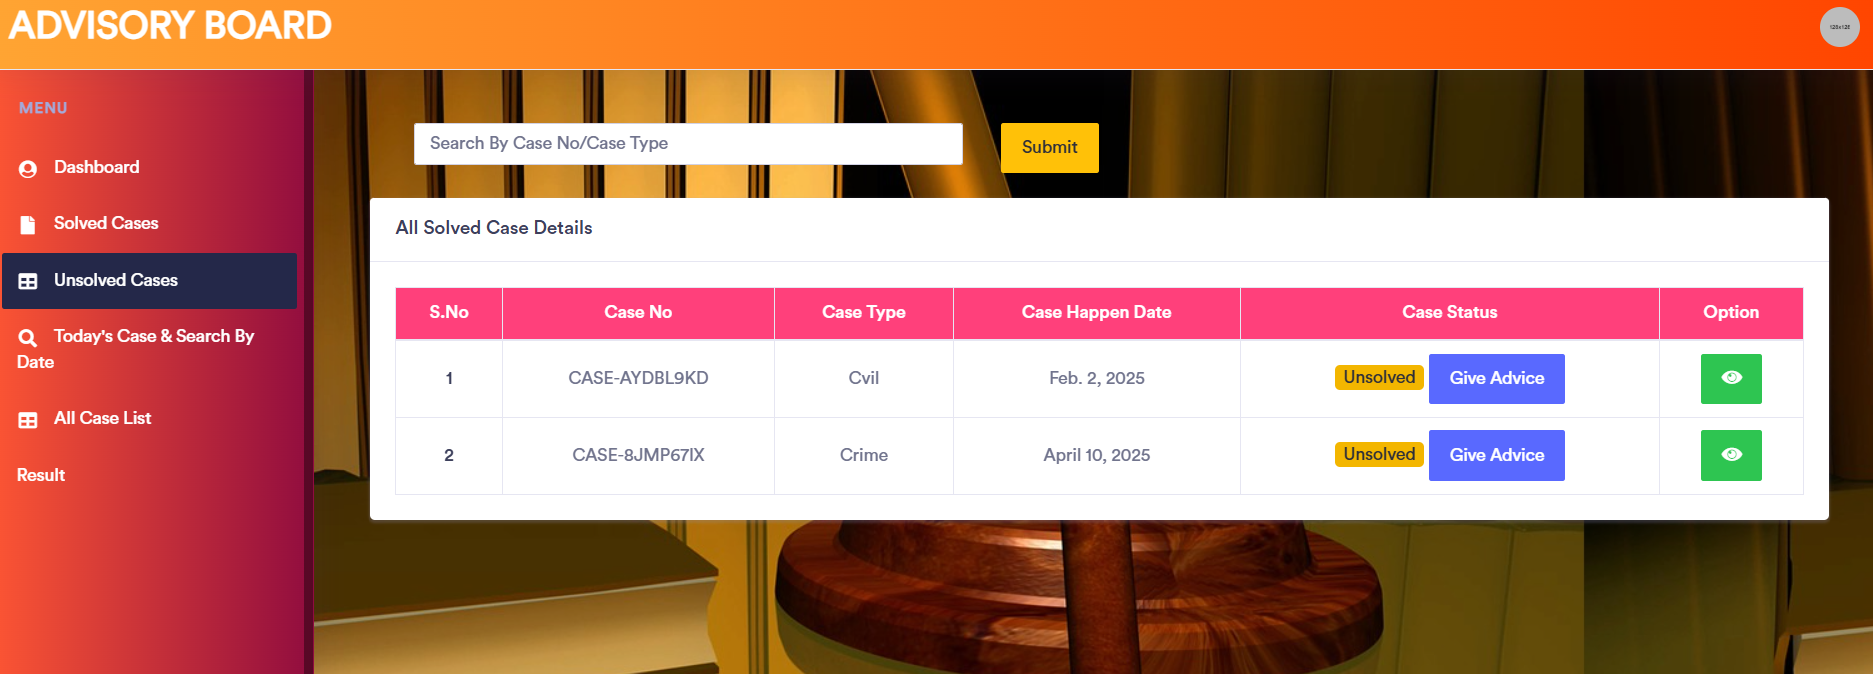 ADVISORY BOARD
120x120
MENU
Dashboard
Solved Cases
Unsolved Cases
Today's Case & Search By
Date
All Case List
Result
Search By Case No/Case Type
Submit
All Solved Case Details
S.No Case No Case Type Case Happen Date Case Status Option
1 CASE-AYDBL9KD Cvil Feb. 2, 2025 Unsolved Give Advice
2 CASE-8JMP67IX Crime April 10, 2025 Unsolved Give Advice